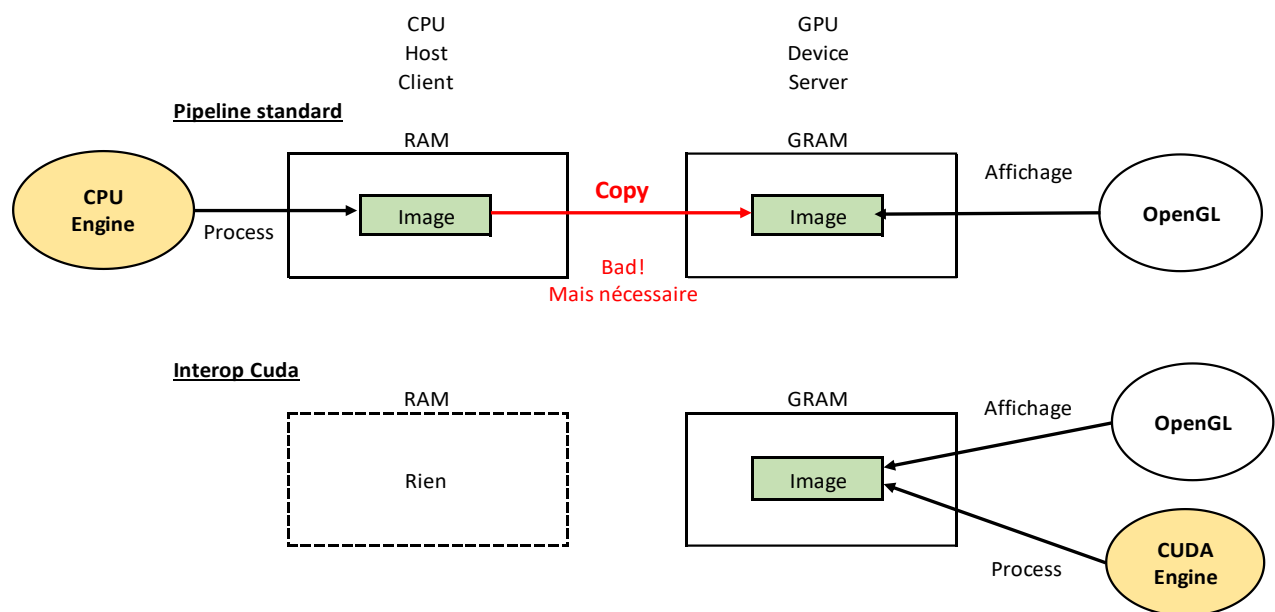 CPU
Host
Client
GPU
Device
Server
Pipeline standard
RAM
GRAM
CPU
Engine
Process
Image
Copy
Bad!
Mais nécessaire
Image
Affichage
OpenGL
Interop Cuda
RAM
Rien
GRAM
Image
Affichage
OpenGL
Process
CUDA
Engine